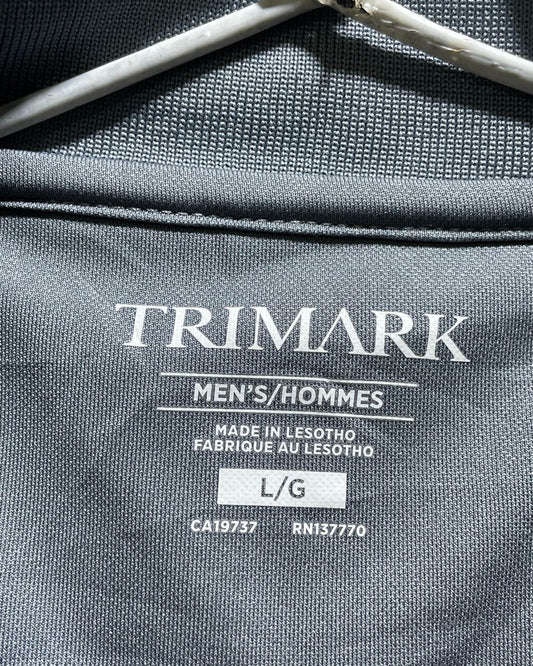 TRIMARK
MEN'S/HOMMES
MADE IN LESOTHO
FABRIQUE AU LESOTHO
L/G
CA19737 RN137770